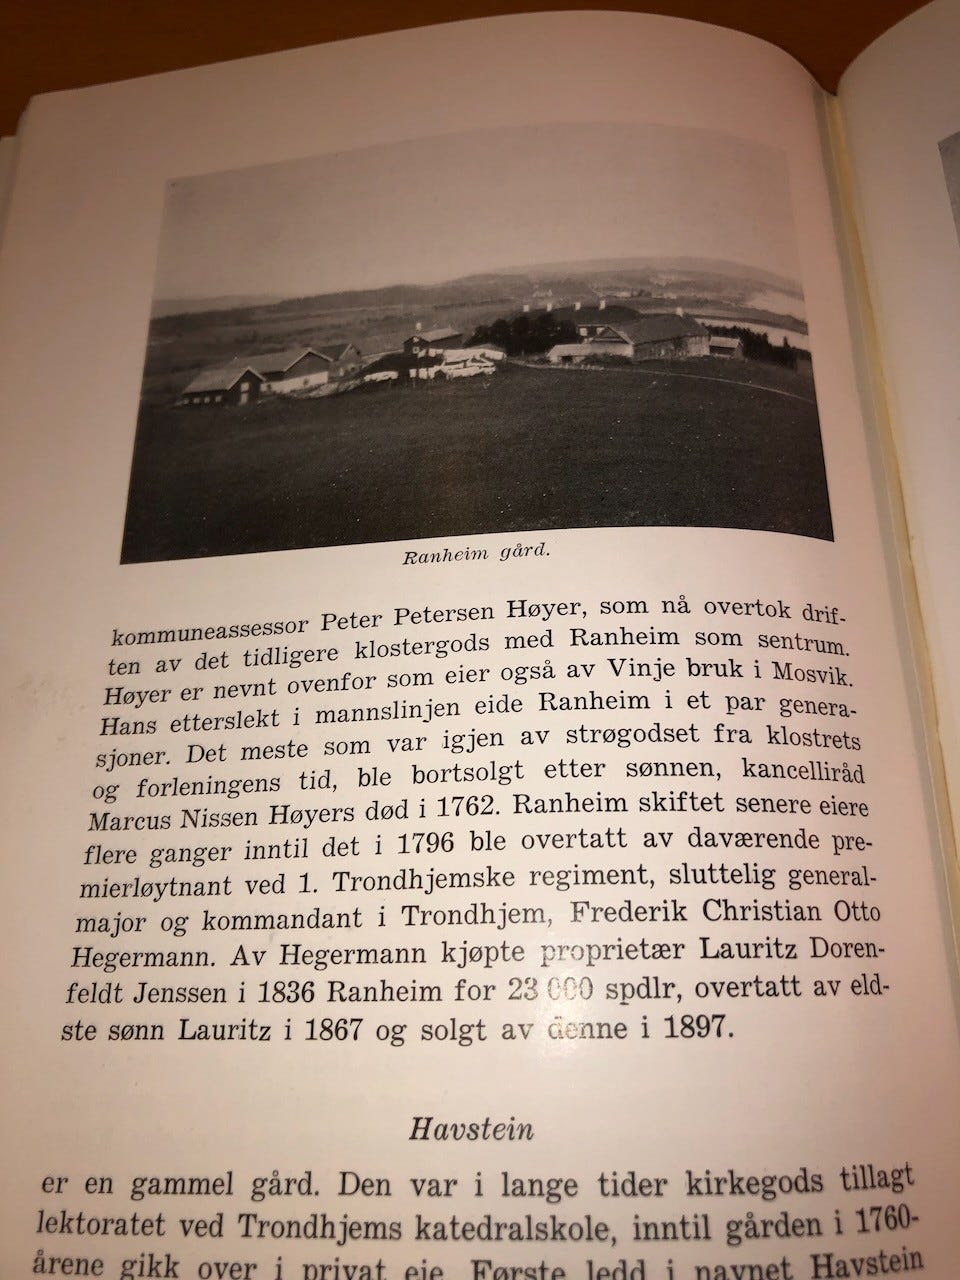 Ranheim gård.
kommuneassessor Peter Petersen Høyer, som nå overtok drif-
ten av det tidligere klostergods med Ranheim som sentrum.
Høyer er nevnt ovenfor som eier også av Vinje bruk i Mosvik.
Hans etterslekt i mannslinjen eide Ranheim i et par genera-
sjoner. Det meste som var igjen av strøgodset fra klostrets
og forleningens tid, ble bortsolgt etter sønnen, kancelliråd
Marcus Nissen Høyers død i 1762. Ranheim skiftet senere eiere
flere ganger inntil det i 1796 ble overtatt av daværende pre-
mierløytnant ved 1. Trondhjemske regiment, sluttelig general-
major og kommandant i Trondhjem, Frederik Christian Otto
Hegermann. Av Hegermann kjøpte proprietær Lauritz Doren-
feldt Jenssen i 1836 Ranheim for 23 000 spdlr, overtatt av eld-
ste sønn Lauritz i 1867 og solgt av denne i 1897.
Havstein
er en gammel gård. Den var i lange tider kirkegods tillagt
lektoratet ved Trondhjems katedralskole, inntil gården i 1760-
årene gikk over i privat eie. Første ledd i navnet Havstein